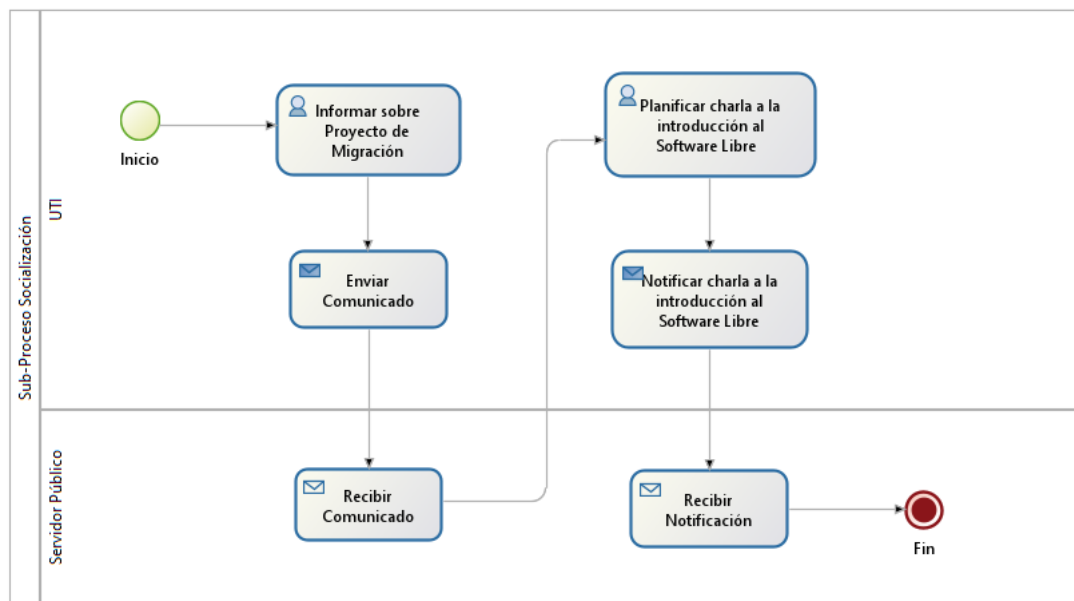 Sub-Proceso Socialización
UTI
Inicio
Informar sobre
Proyecto de
Migración
Enviar
Comunicado
Planificar charla a la
introducción al
Software Libre
Notificar charla a la
introducción al
Software Libre
Servidor Público
Recibir
Comunicado
Recibir
Notificación
Fin